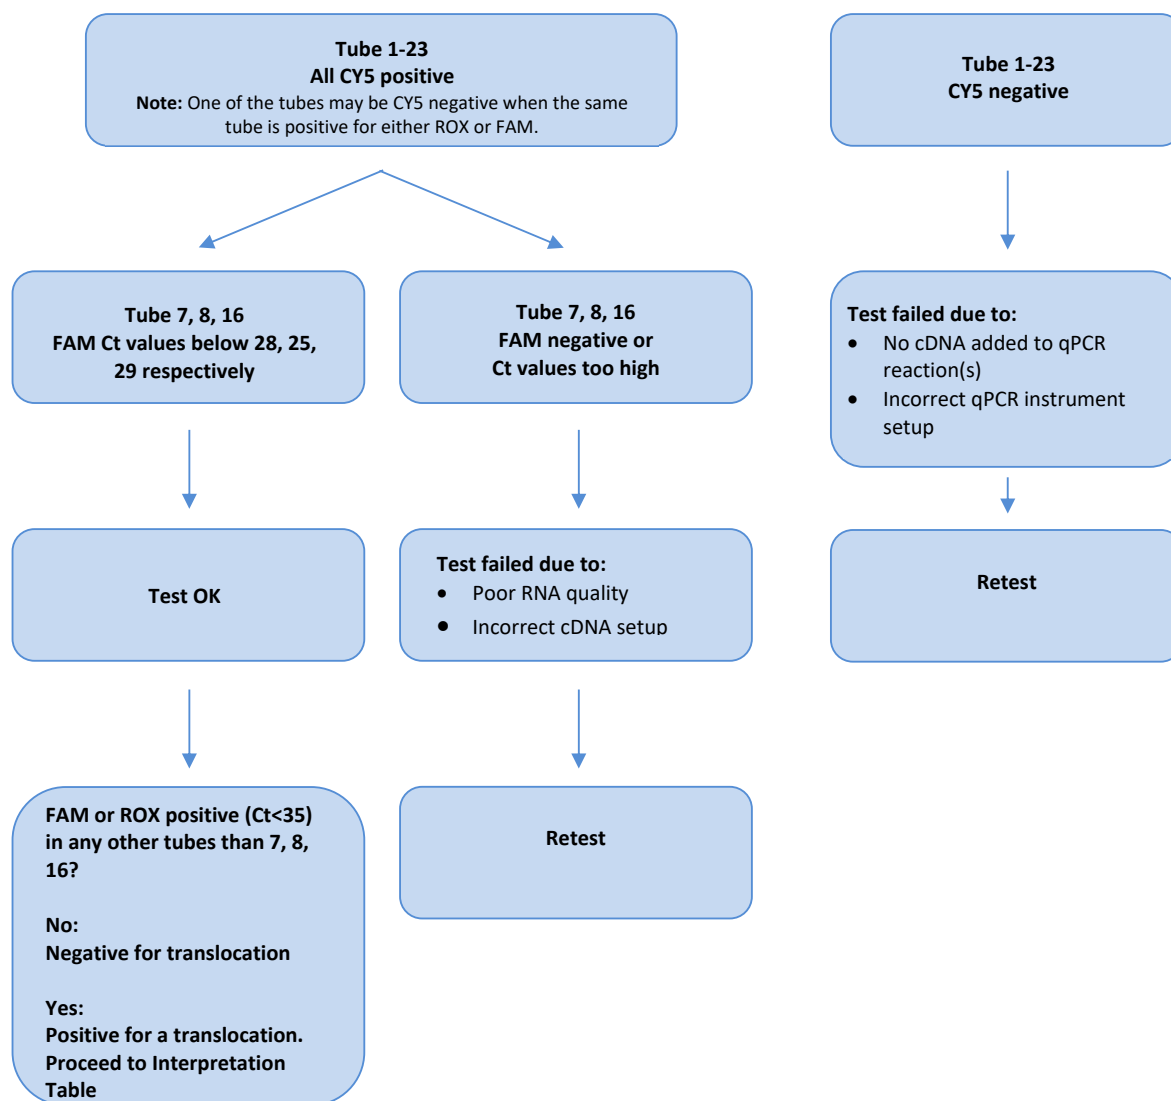 Tube 1-23
All CY5 positive
Note: One of the tubes may be CY5 negative when the same
tube is positive for either ROX or FAM.
Tube 1-23
CY5 negative
Tube 7, 8, 16
FAM Ct values below 28, 25,
29 respectively
Tube 7, 8, 16
FAM negative or
Ct values too high
Test failed due to:
• No cDNA added to qPCR
reaction(s)
• Incorrect qPCR instrument
setup
Test OK
Test failed due to:
• Poor RNA quality
• Incorrect cDNA setup
Retest
FAM or ROX positive (Ct<35)
in any other tubes than 7, 8,
16?
No:
Negative for translocation
Yes:
Positive for a translocation.
Proceed to Interpretation
Table
Retest